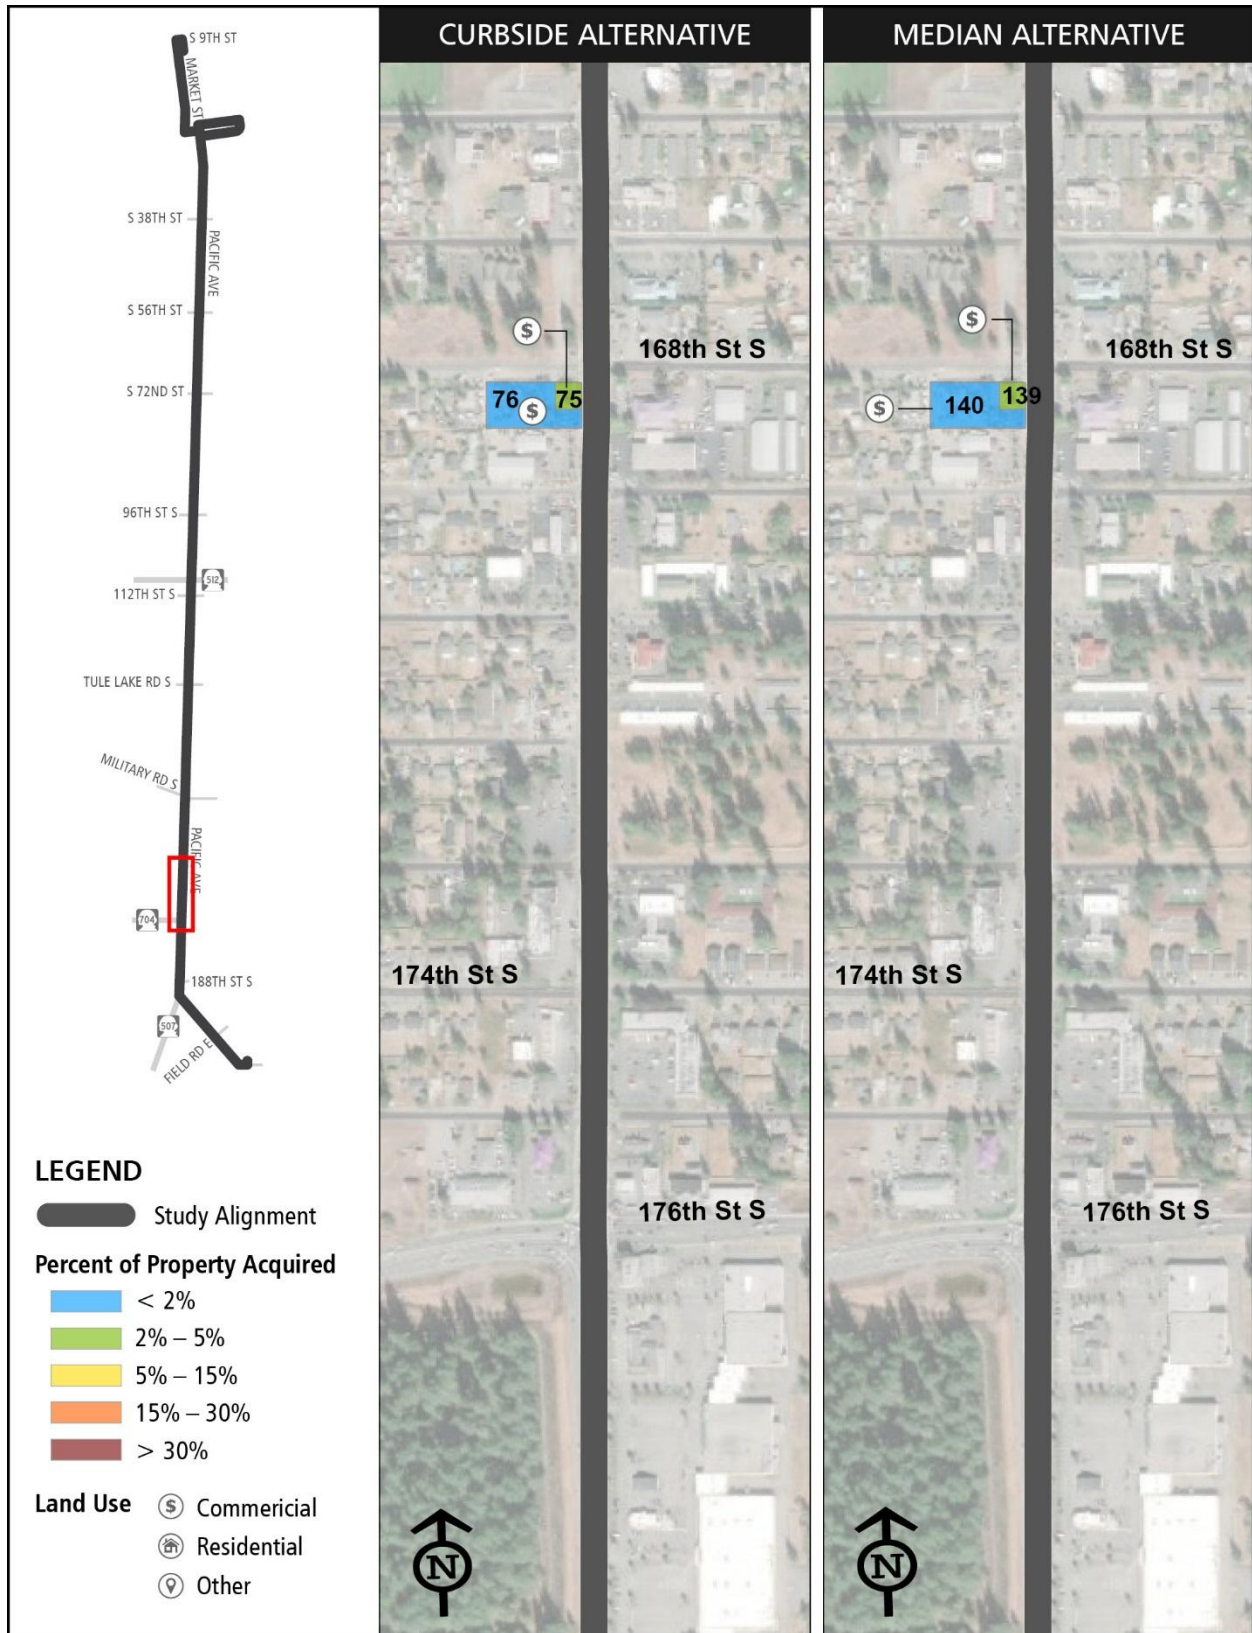 S 9TH ST
MARKET ST
S 38TH ST
PACIFIC AVE
S 56TH ST
S 72ND ST
96TH ST S
512
112TH ST S
TULE LAKE RD S
MILITARY RD S
PACIFIC AVE
704
188TH ST S
507
FIELD RD E
LEGEND
Study Alignment
Percent of Property Acquired
< 2%
2% – 5%
5% – 15%
15% – 30%
> 30%
Land Use
$ Commericial
Residential
Other
CURBSIDE ALTERNATIVE
$
168th St S
76 $ 75
174th St S
176th St S
N
MEDIAN ALTERNATIVE
$
168th St S
$ 140 139
174th St S
176th St S
N